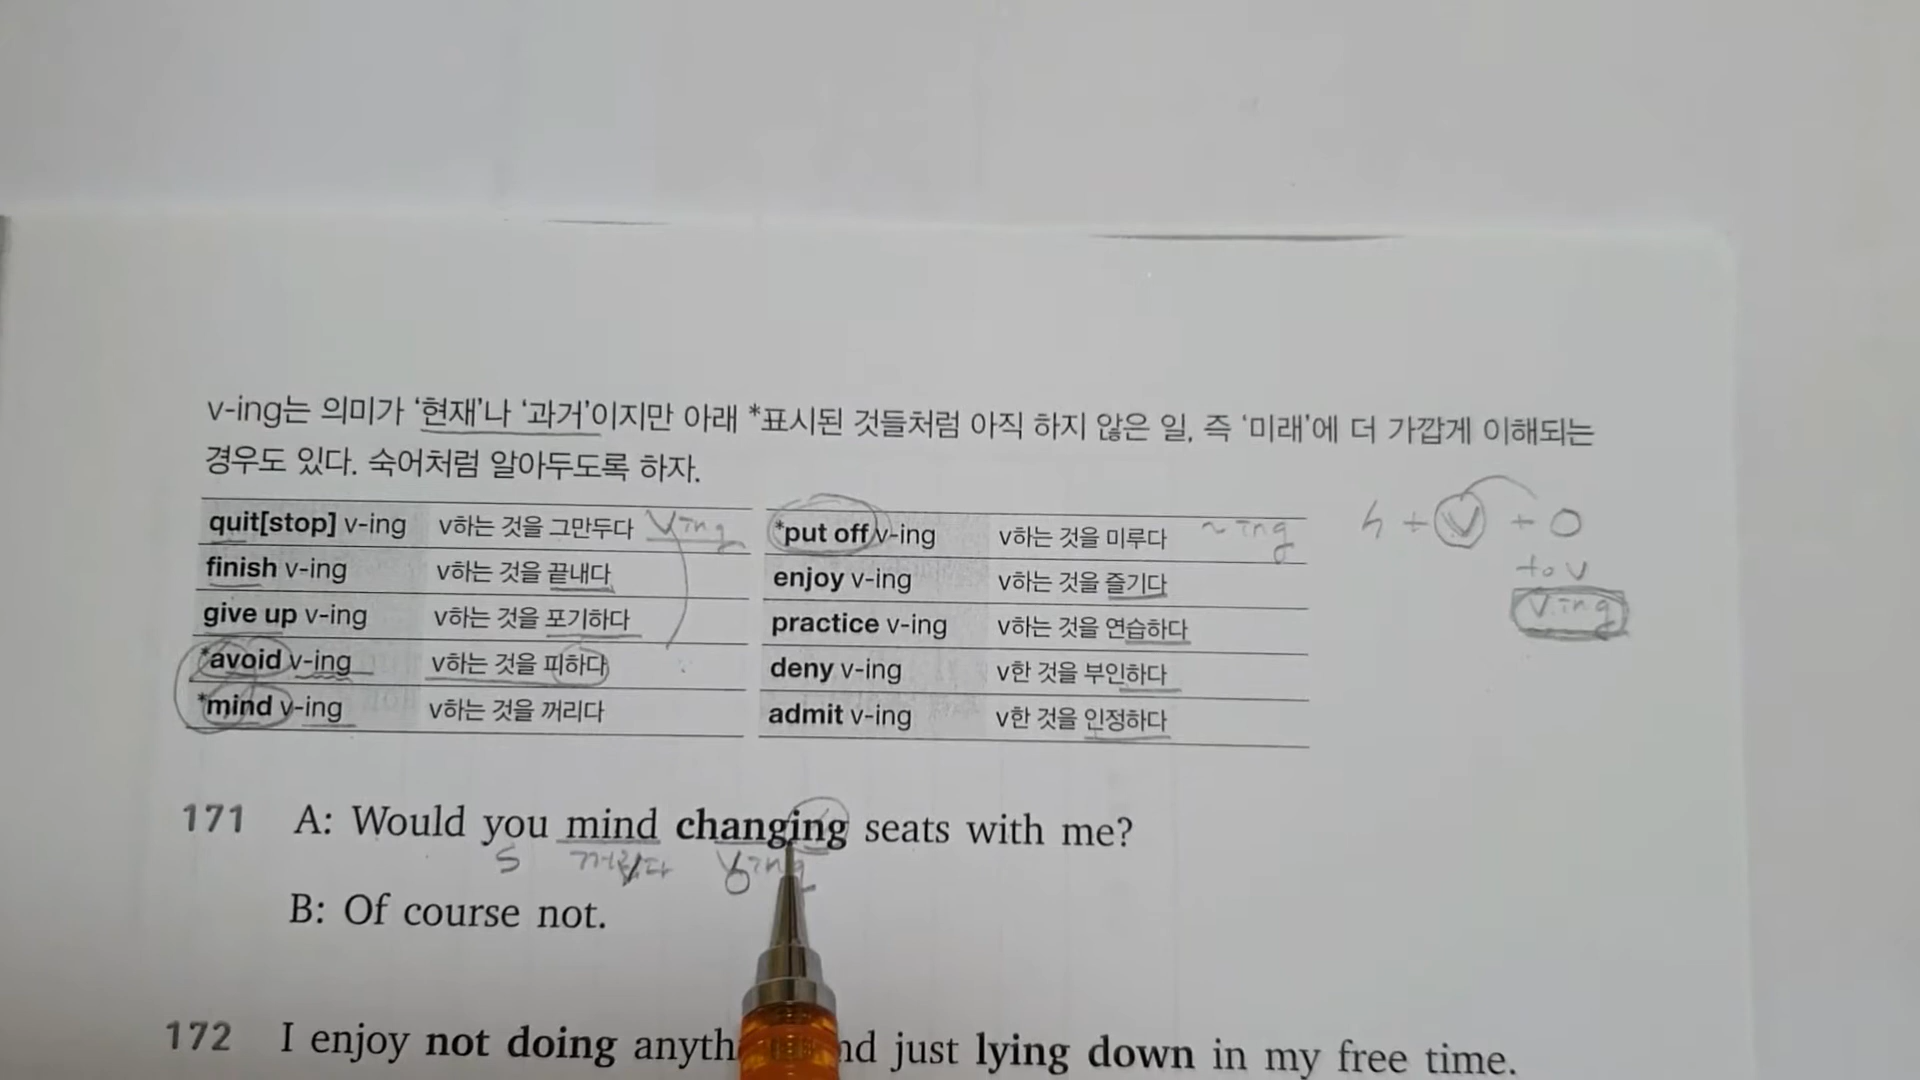 v-ing는 의미가 ‘현재’나 ‘과거’이지만 아래 *표시된 것들처럼 아직 하지 않은 일, 즉 ‘미래’에 더 가깝게 이해되는
경우도 있다. 숙어처럼 알아두도록 하자.
quit[stop] v-ing v하는 것을 그만두다 Ving
finish v-ing v하는 것을 끝내다
give up v-ing v하는 것을 포기하다
*avoid v-ing v하는 것을 피하다
*mind v-ing v하는 것을 꺼리다
*put off v-ing v하는 것을 미루다 ~ing
enjoy v-ing v하는 것을 즐기다
practice v-ing v하는 것을 연습하다
deny v-ing v한 것을 부인하다
admit v-ing v한 것을 인정하다
+ V + O
to V
V-ing
171 A: Would you mind changing seats with me?
S 꺼리다 Ving
B: Of course not.
172 I enjoy not doing anyth nd just lying down in my free time.